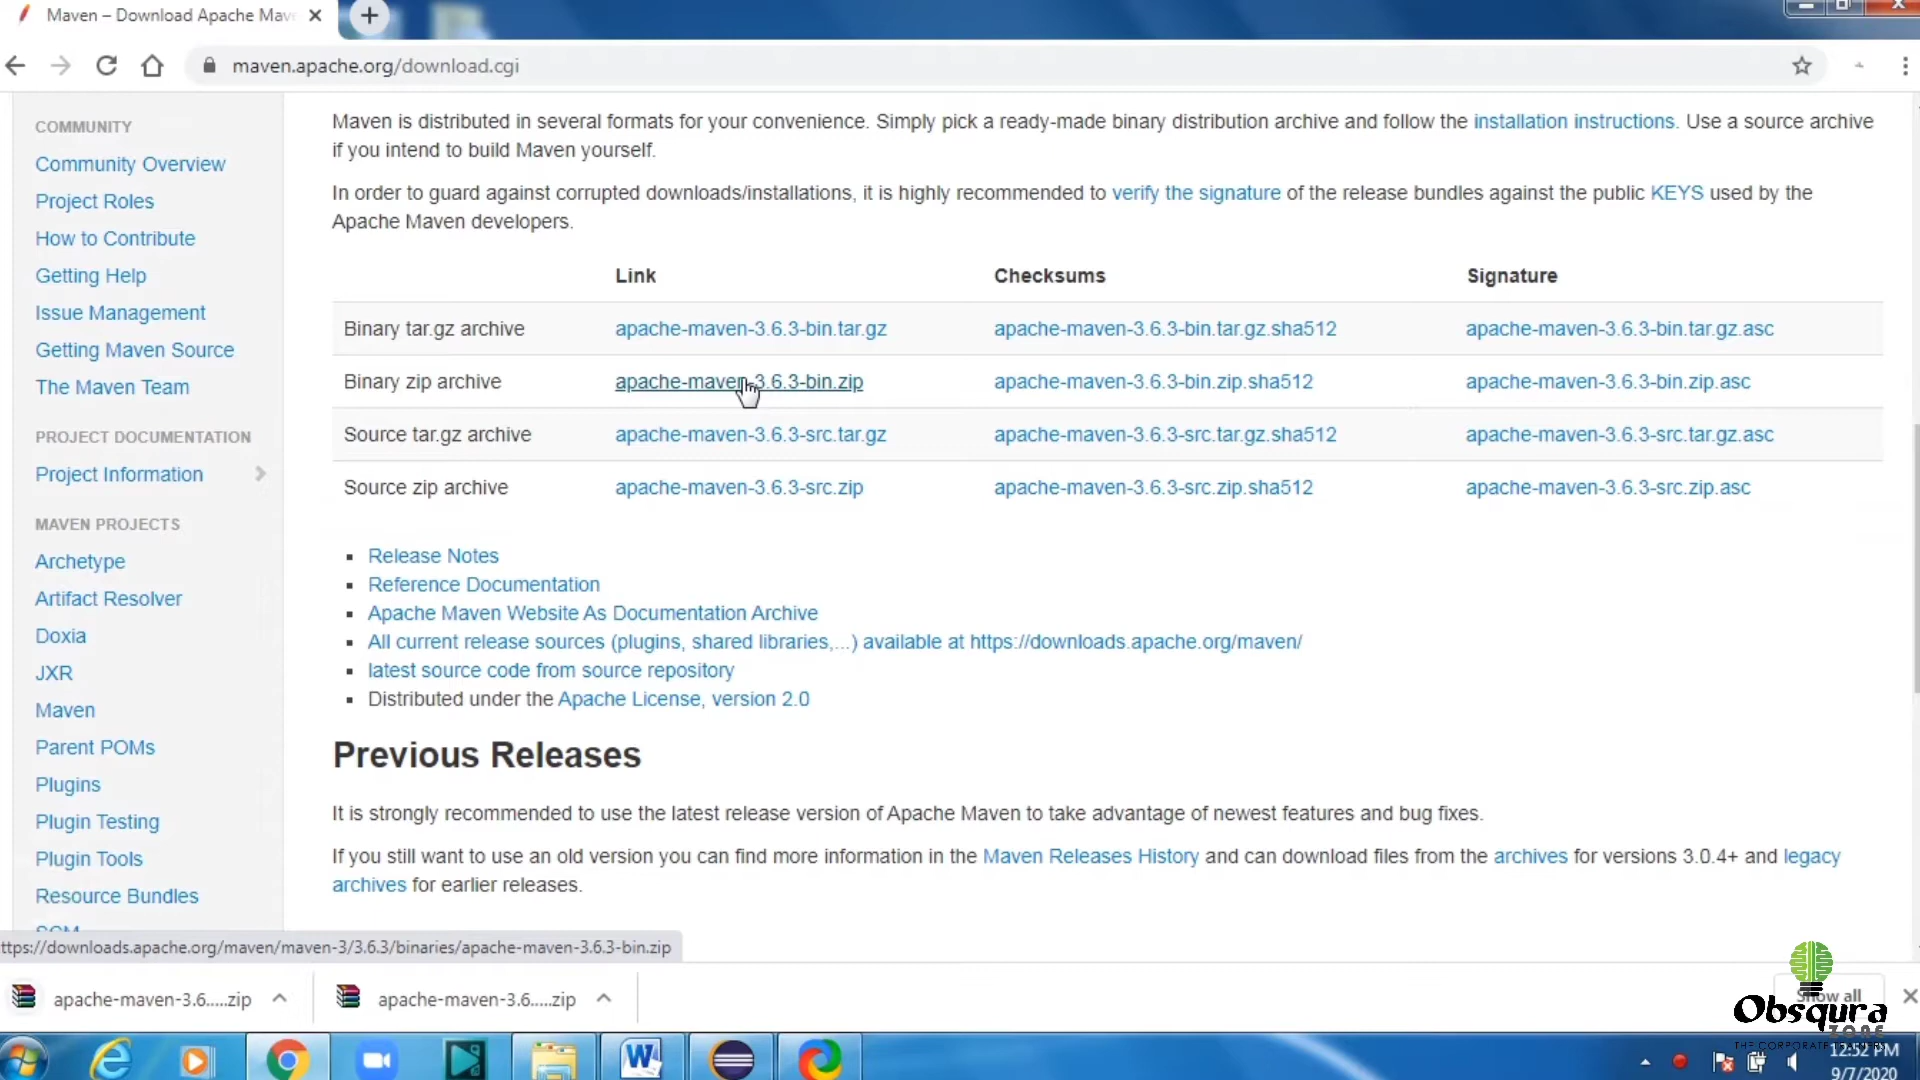 Maven – Download Apache Mav
maven.apache.org/download.cgi
COMMUNITY
Community Overview
Project Roles
How to Contribute
Getting Help
Issue Management
Getting Maven Source
The Maven Team
PROJECT DOCUMENTATION
Project Information
MAVEN PROJECTS
Archetype
Artifact Resolver
Doxia
JXR
Maven
Parent POMs
Plugins
Plugin Testing
Plugin Tools
Resource Bundles
SCM
Maven is distributed in several formats for your convenience. Simply pick a ready-made binary distribution archive and follow the installation instructions. Use a source archive
if you intend to build Maven yourself.
In order to guard against corrupted downloads/installations, it is highly recommended to verify the signature of the release bundles against the public KEYS used by the
Apache Maven developers.
Link Checksums Signature
Binary tar.gz archive apache-maven-3.6.3-bin.tar.gz apache-maven-3.6.3-bin.tar.gz.sha512 apache-maven-3.6.3-bin.tar.gz.asc
Binary zip archive apache-maven-3.6.3-bin.zip apache-maven-3.6.3-bin.zip.sha512 apache-maven-3.6.3-bin.zip.asc
Source tar.gz archive apache-maven-3.6.3-src.tar.gz apache-maven-3.6.3-src.tar.gz.sha512 apache-maven-3.6.3-src.tar.gz.asc
Source zip archive apache-maven-3.6.3-src.zip apache-maven-3.6.3-src.zip.sha512 apache-maven-3.6.3-src.zip.asc
Release Notes
Reference Documentation
Apache Maven Website As Documentation Archive
All current release sources (plugins, shared libraries,...) available at https://downloads.apache.org/maven/
latest source code from source repository
Distributed under the Apache License, version 2.0
Previous Releases
It is strongly recommended to use the latest release version of Apache Maven to take advantage of newest features and bug fixes.
If you still want to use an old version you can find more information in the Maven Releases History and can download files from the archives for versions 3.0.4+ and legacy
archives for earlier releases.
ttps://downloads.apache.org/maven/maven-3/3.6.3/binaries/apache-maven-3.6.3-bin.zip
apache-maven-3.6.....zip apache-maven-3.6.....zip
Show all
Obsqura
ZONE
THE CORPORATE LEARNERS
12:52 PM
9/7/2020